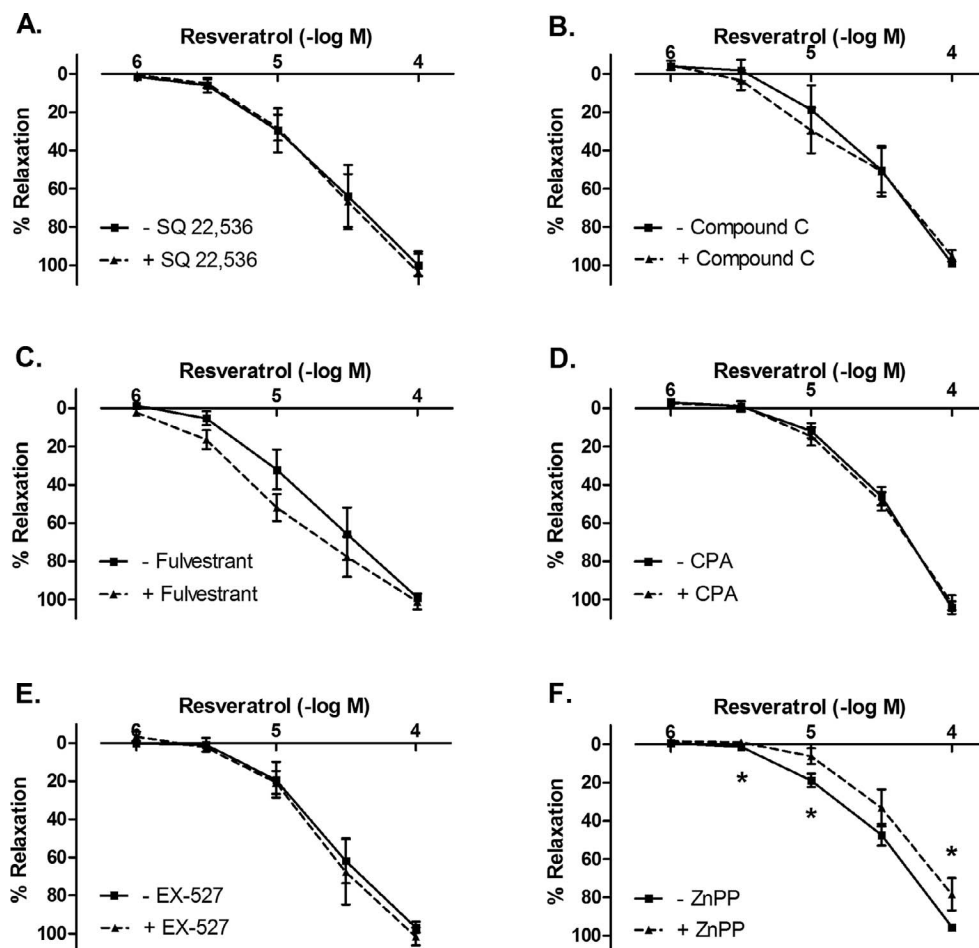 A.
Resveratrol (-log M)
6 5 4
0
20
40
60
80
100
% Relaxation
- SQ 22,536
+ SQ 22,536
B.
Resveratrol (-log M)
6 5 4
0
20
40
60
80
100
% Relaxation
- Compound C
+ Compound C
C.
Resveratrol (-log M)
6 5 4
0
20
40
60
80
100
% Relaxation
- Fulvestrant
+ Fulvestrant
D.
Resveratrol (-log M)
6 5 4
0
20
40
60
80
100
% Relaxation
- CPA
+ CPA
E.
Resveratrol (-log M)
6 5 4
0
20
40
60
80
100
% Relaxation
- EX-527
+ EX-527
F.
Resveratrol (-log M)
6 5 4
0
20
40
60
80
100
% Relaxation
* * *
- ZnPP
+ ZnPP